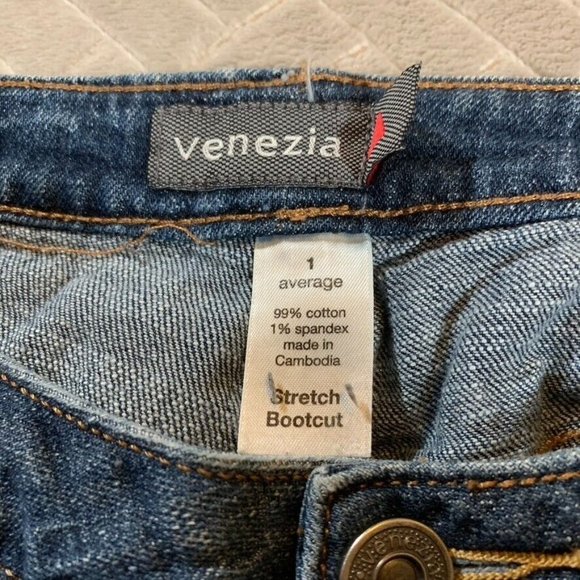 venezia
1
average
99% cotton
1% spandex
made in
Cambodia
Stretch
Bootcut